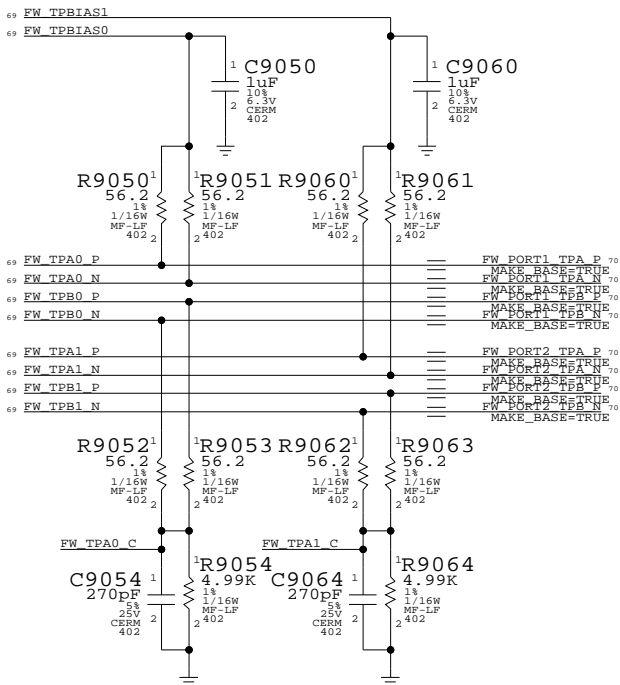 69 FW_TPBIAS1
69 FW_TPBIAS0
1 C9050
1uF
10%
2 6.3V
CERM
402
1 C9060
1uF
10%
2 6.3V
CERM
402
R9050 1
56.2
1%
1/16W
MF-LF
402 2
1 R9051
56.2
1%
1/16W
MF-LF
2 402
R9060 1
56.2
1%
1/16W
MF-LF
402 2
1 R9061
56.2
1%
1/16W
MF-LF
2 402
69 FW_TPA0_P
FW_PORT1_TPA_P 70
MAKE_BASE=TRUE
69 FW_TPA0_N
FW_PORT1_TPA_N 70
MAKE_BASE=TRUE
69 FW_TPB0_P
FW_PORT1_TPB_P 70
MAKE_BASE=TRUE
69 FW_TPB0_N
FW_PORT1_TPB_N 70
MAKE_BASE=TRUE
69 FW_TPA1_P
FW_PORT2_TPA_P 70
MAKE_BASE=TRUE
69 FW_TPA1_N
FW_PORT2_TPA_N 70
MAKE_BASE=TRUE
69 FW_TPB1_P
FW_PORT2_TPB_P 70
MAKE_BASE=TRUE
69 FW_TPB1_N
FW_PORT2_TPB_N 70
MAKE_BASE=TRUE
R9052 1
56.2
1%
1/16W
MF-LF
402 2
1 R9053
56.2
1%
1/16W
MF-LF
2 402
R9062 1
56.2
1%
1/16W
MF-LF
402 2
1 R9063
56.2
1%
1/16W
MF-LF
2 402
FW_TPA0_C
FW_TPA1_C
C9054 1
270pF
5%
25V 2
CERM
402
1 R9054
4.99K
1%
1/16W
MF-LF
2 402
C9064 1
270pF
5%
25V 2
CERM
402
1 R9064
4.99K
1%
1/16W
MF-LF
2 402